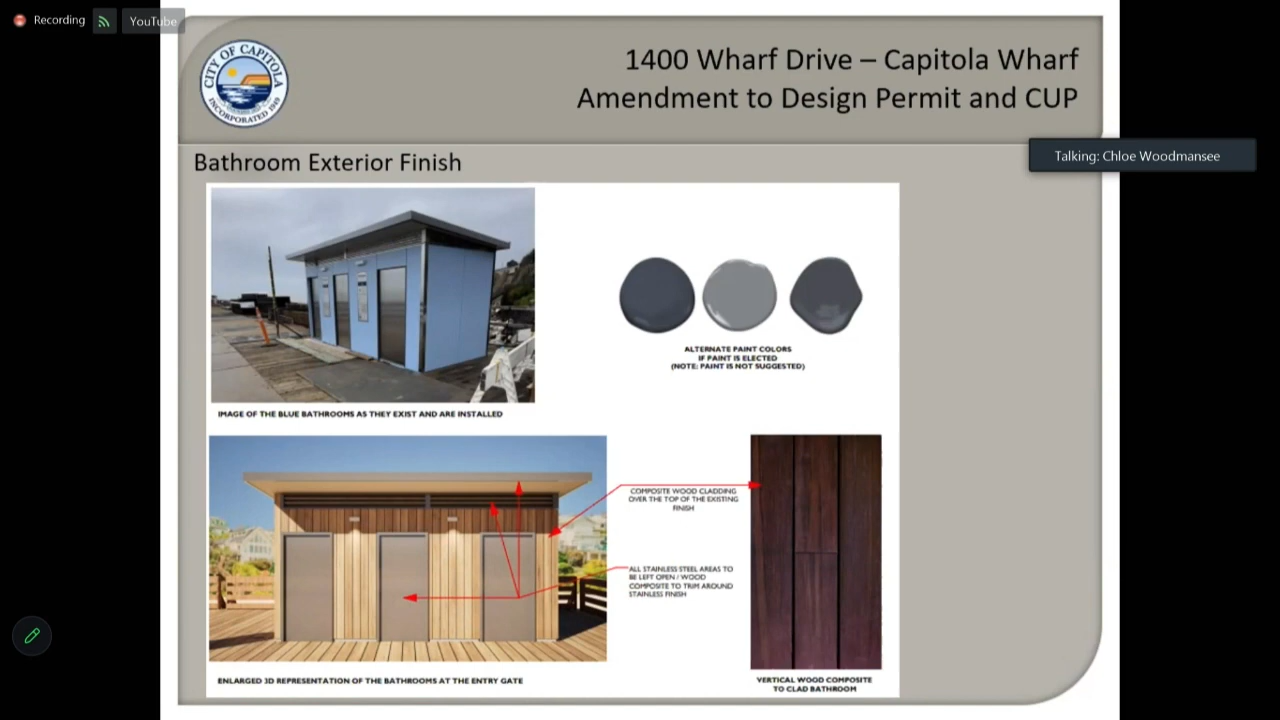 Recording
YouTube
CITY OF CAPITOLA
INCORPORATED 1949
1400 Wharf Drive – Capitola Wharf
Amendment to Design Permit and CUP
Talking: Chloe Woodmansee
Bathroom Exterior Finish
ALTERNATE PAINT COLORS
IF PAINT IS ELECTED
(NOTE: PAINT IS NOT SUGGESTED)
IMAGE OF THE BLUE BATHROOMS AS THEY EXIST AND ARE INSTALLED
COMPOSITE WOOD CLADDING
OVER THE TOP OF THE EXISTING
FINISH
ALL STAINLESS STEEL AREAS TO
BE LEFT OPEN / WOOD
COMPOSITE TO TRIM AROUND
STAINLESS FINISH
ENLARGED 3D REPRESENTATION OF THE BATHROOMS AT THE ENTRY GATE
VERTICAL WOOD COMPOSITE
TO CLAD BATHROOM